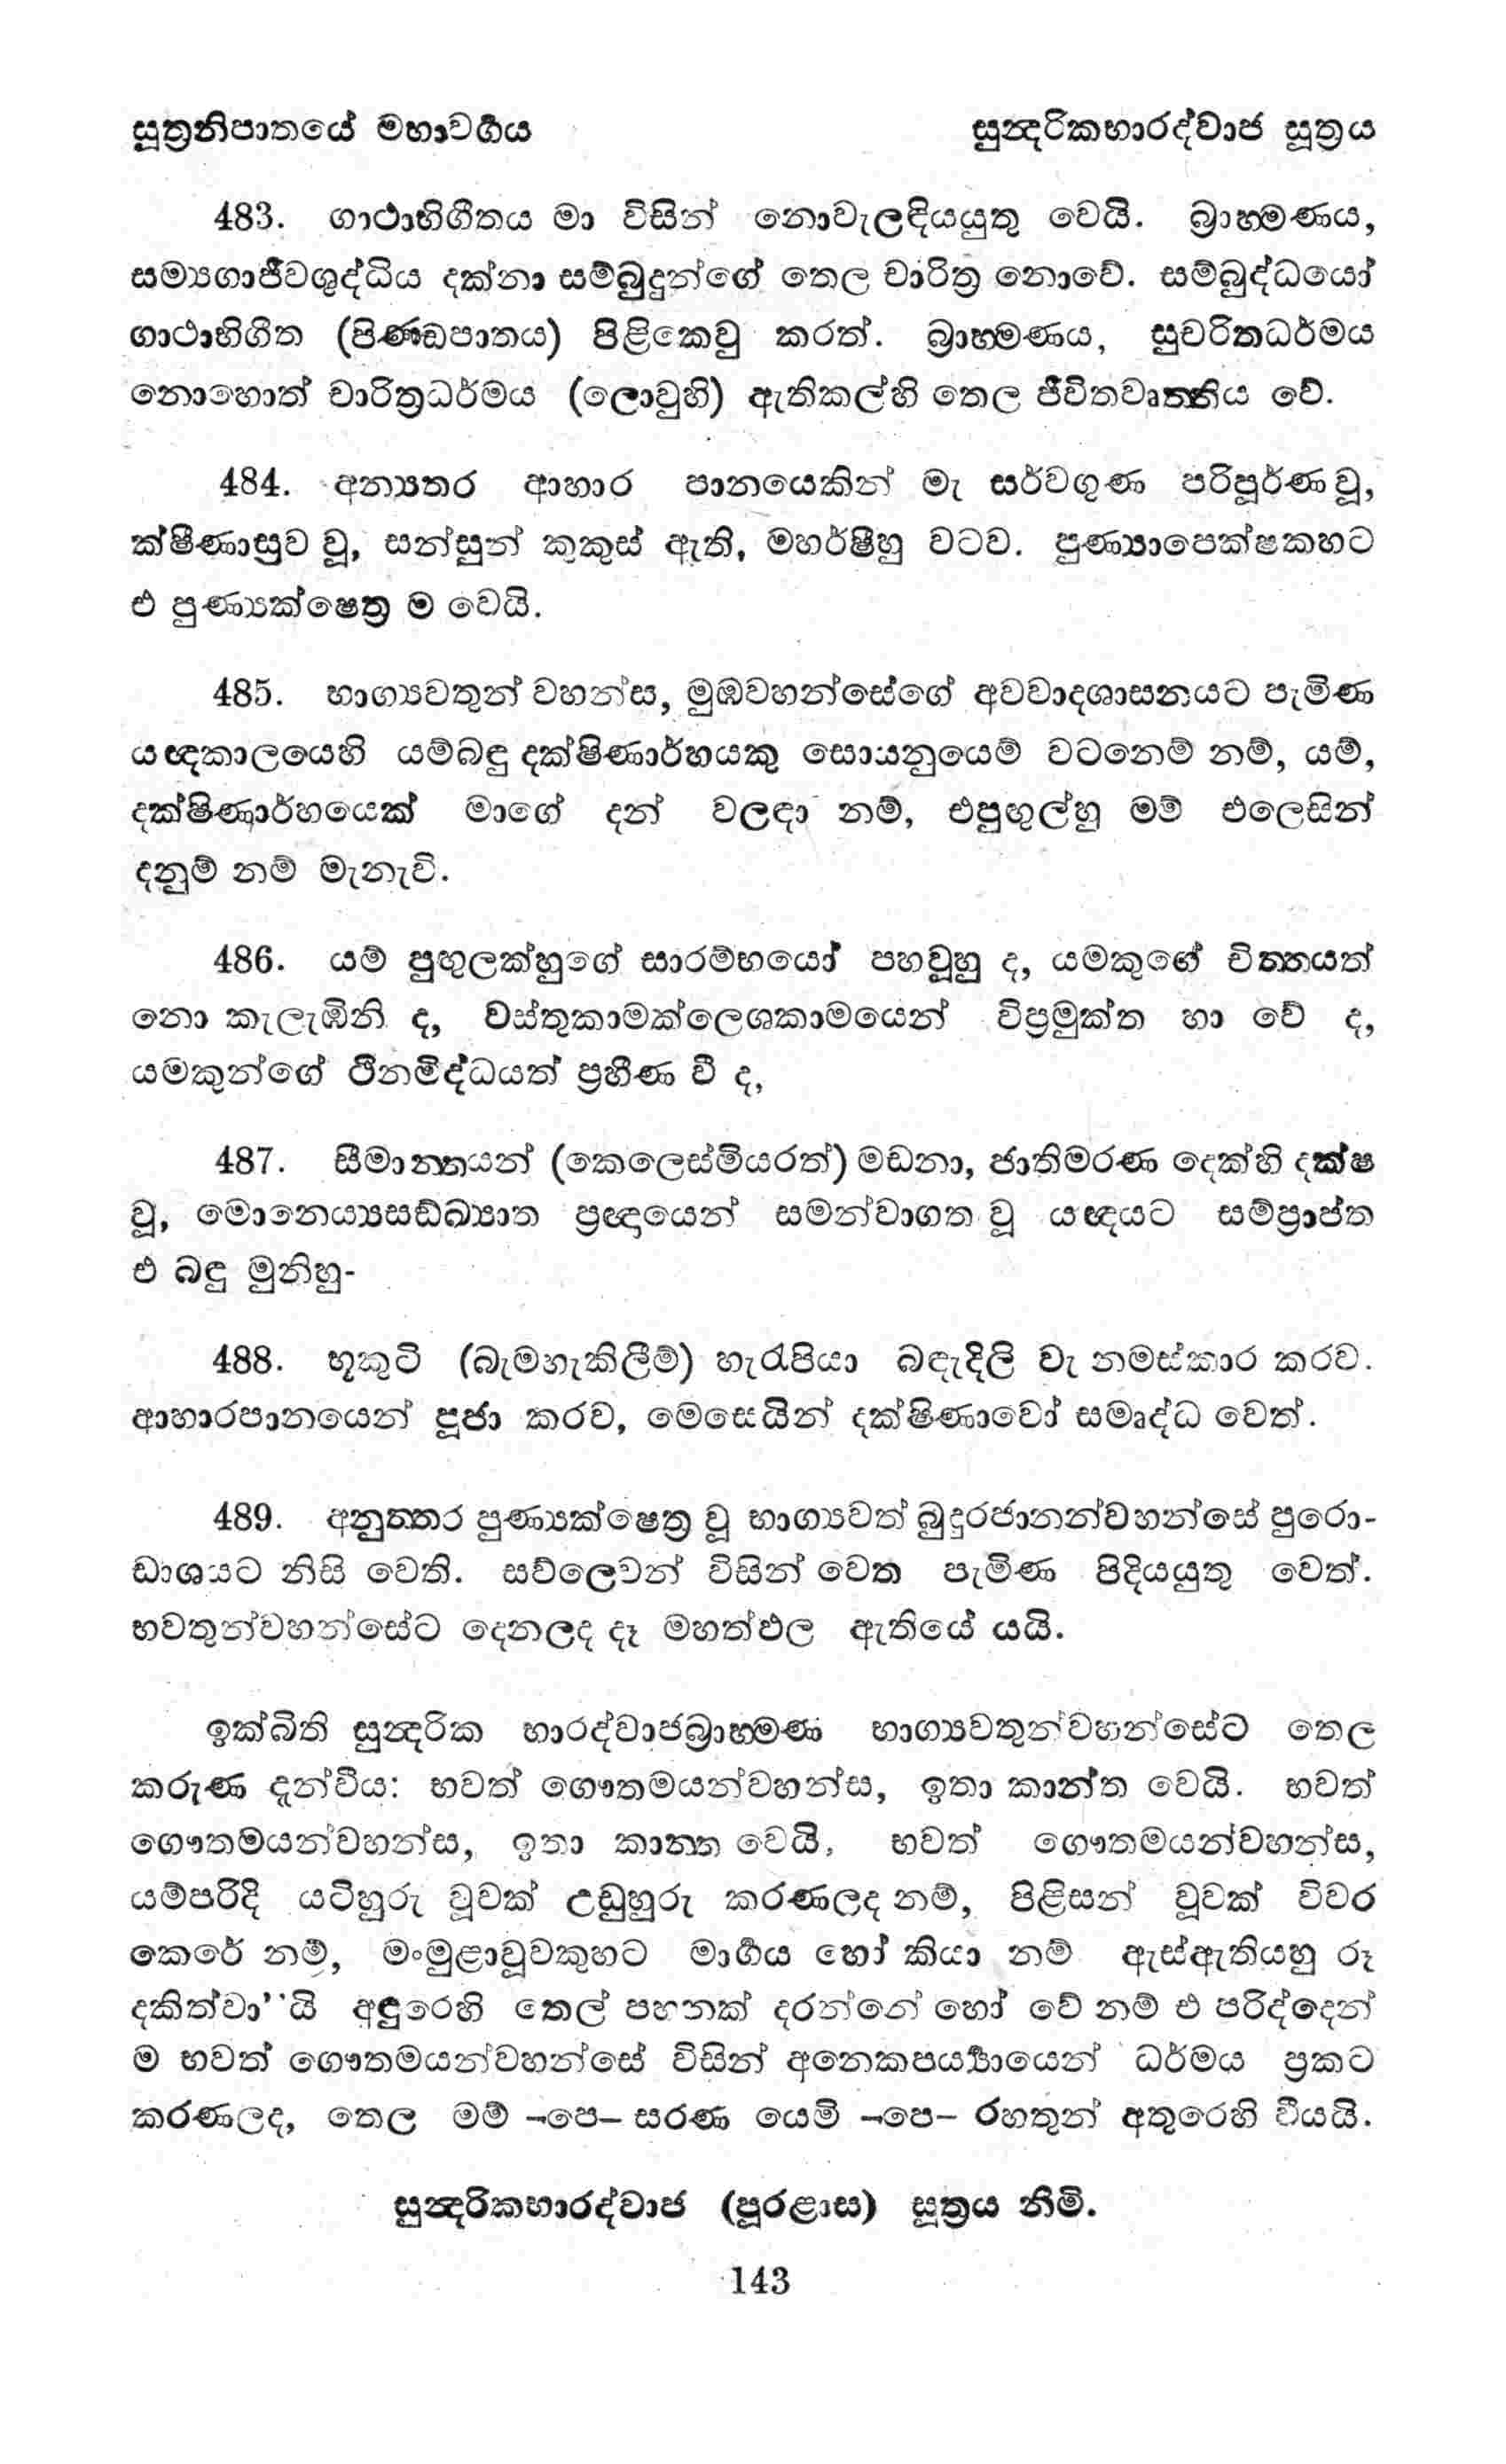 සූත්‍රනිපාතයේ මහාවර්‍ගය
සුන්‍දරිකභාරද්වාජ සූත්‍රය
483. ගාථාභිගීතය මා විසින් නොවැලඳියයුතු වෙයි. බ්‍රාහ්‍මණය,
සම්‍යගාජීවශුද්ධිය දක්නා සම්බුදුන්ගේ තෙල චාරිත්‍ර නොවේ. සම්බුද්ධයෝ
ගාථාභිගීත (පිණ්‍ඩපාතය) පිළිකෙවු කරත්. බ්‍රාහ්‍මණය, සුචරිතධර්මය
නොහොත් චාරිත්‍රධර්මය (ලොවුහි) ඇතිකල්හි තෙල ජීවිතවෘත්‍තිය වේ.
484. අන්‍යතර ආහාර පානයෙකින් මැ සර්වගුණ පරිපූර්ණ වූ,
ක්ෂීණාස්‍රව වූ, සන්සුන් කුකුස් ඇති, මහර්ෂීහු වටව. පුණ්‍යාපෙක්ෂකහට
එ පුණ්‍යක්ෂෙත්‍ර ම වෙයි.
485. භාග්‍යවතුන් වහන්ස, මුඹවහන්සේගේ අවවාදශාසනයට පැමිණ
යඥකාලයෙහි යම්බඳු දක්ෂිණාර්හයකු සොයනුයෙම් වටනෙම් නම්, යම්,
දක්ෂිණාර්හයෙක් මාගේ දන් වලඳා නම්, එපුඟුල්හු මම් එලෙසින්
දනුම් නම් මැනැවි.
486. යම් පුඟුලක්හුගේ සාරම්භයෝ පහවූහු ද, යමකුගේ චිත්‍තයත්
නො කැලැඹිනි ද, වස්තුකාමක්ලෙශකාමයෙන් විප්‍රමුක්ත හා වේ ද,
යමකුන්ගේ ථීනමිද්ධයත් ප්‍රහීණ වී ද,
487. සීමාන්‍තයන් (කෙලෙස්මියරත්) මඩනා, ජාතිමරණ දෙක්හි දක්ෂ
වූ, මොනෙය්‍යසඞ්ඛ්‍යාත ප්‍රඥායෙන් සමන්වාගත වූ යඥයට සම්ප්‍රාප්ත
එ බඳු මුනිහු-
488. භූකුටි (බැමහැකිලීම්) හැරපියා බඳැදිලි වැ නමස්කාර කරව.
ආහාරපානයෙන් පූජා කරව, මෙසෙයින් දක්ෂිණාවෝ සමෘද්ධ වෙත්.
489. අනුත්‍තර පුණ්‍යක්ෂෙත්‍ර වූ භාග්‍යවත් බුදුරජානන්වහන්සේ පුරො-
ඩාශයට නිසි වෙති. සව්ලෙවන් විසින් වෙත පැමිණ පිදියයුතු වෙත්.
භවතුන්වහන්සේට දෙනලද දෑ මහත්ඵල ඇතියේ යයි.
ඉක්බිති සුන්‍දරික භාරද්වාජබ්‍රාහ්‍මණ භාග්‍යවතුන්වහන්සේට තෙල
කරුණ දැන්වීය: භවත් ගෞතමයන්වහන්ස, ඉතා කාන්ත වෙයි. භවත්
ගෞතමයන්වහන්ස, ඉතා කාන්‍ත වෙයි, භවත් ගෞතමයන්වහන්ස,
යම්පරිදි යටිහුරු වූවක් උඩුහුරු කරණලද නම්, පිළිසන් වූවක් විවර
කෙරේ නම්, මංමුළාවූවකුහට මාර්‍ගය හෝ කියා නම් ඇස්ඇතියහු රූ
දකිත්වා’’යි අඳුරෙහි තෙල් පහනක් දරන්නේ හෝ වේ නම් එ පරිද්දෙන්
ම භවත් ගෞතමයන්වහන්සේ විසින් අනෙකපර්‍ය්‍යායෙන් ධර්මය ප්‍රකට
කරණලද, තෙල මම් -පෙ- සරණ යෙමි -පෙ- රහතුන් අතුරෙහි වීයයි.
සුන්‍දරිකභාරද්වාජ (පූරළාස) සූත්‍රය නිමි.
143